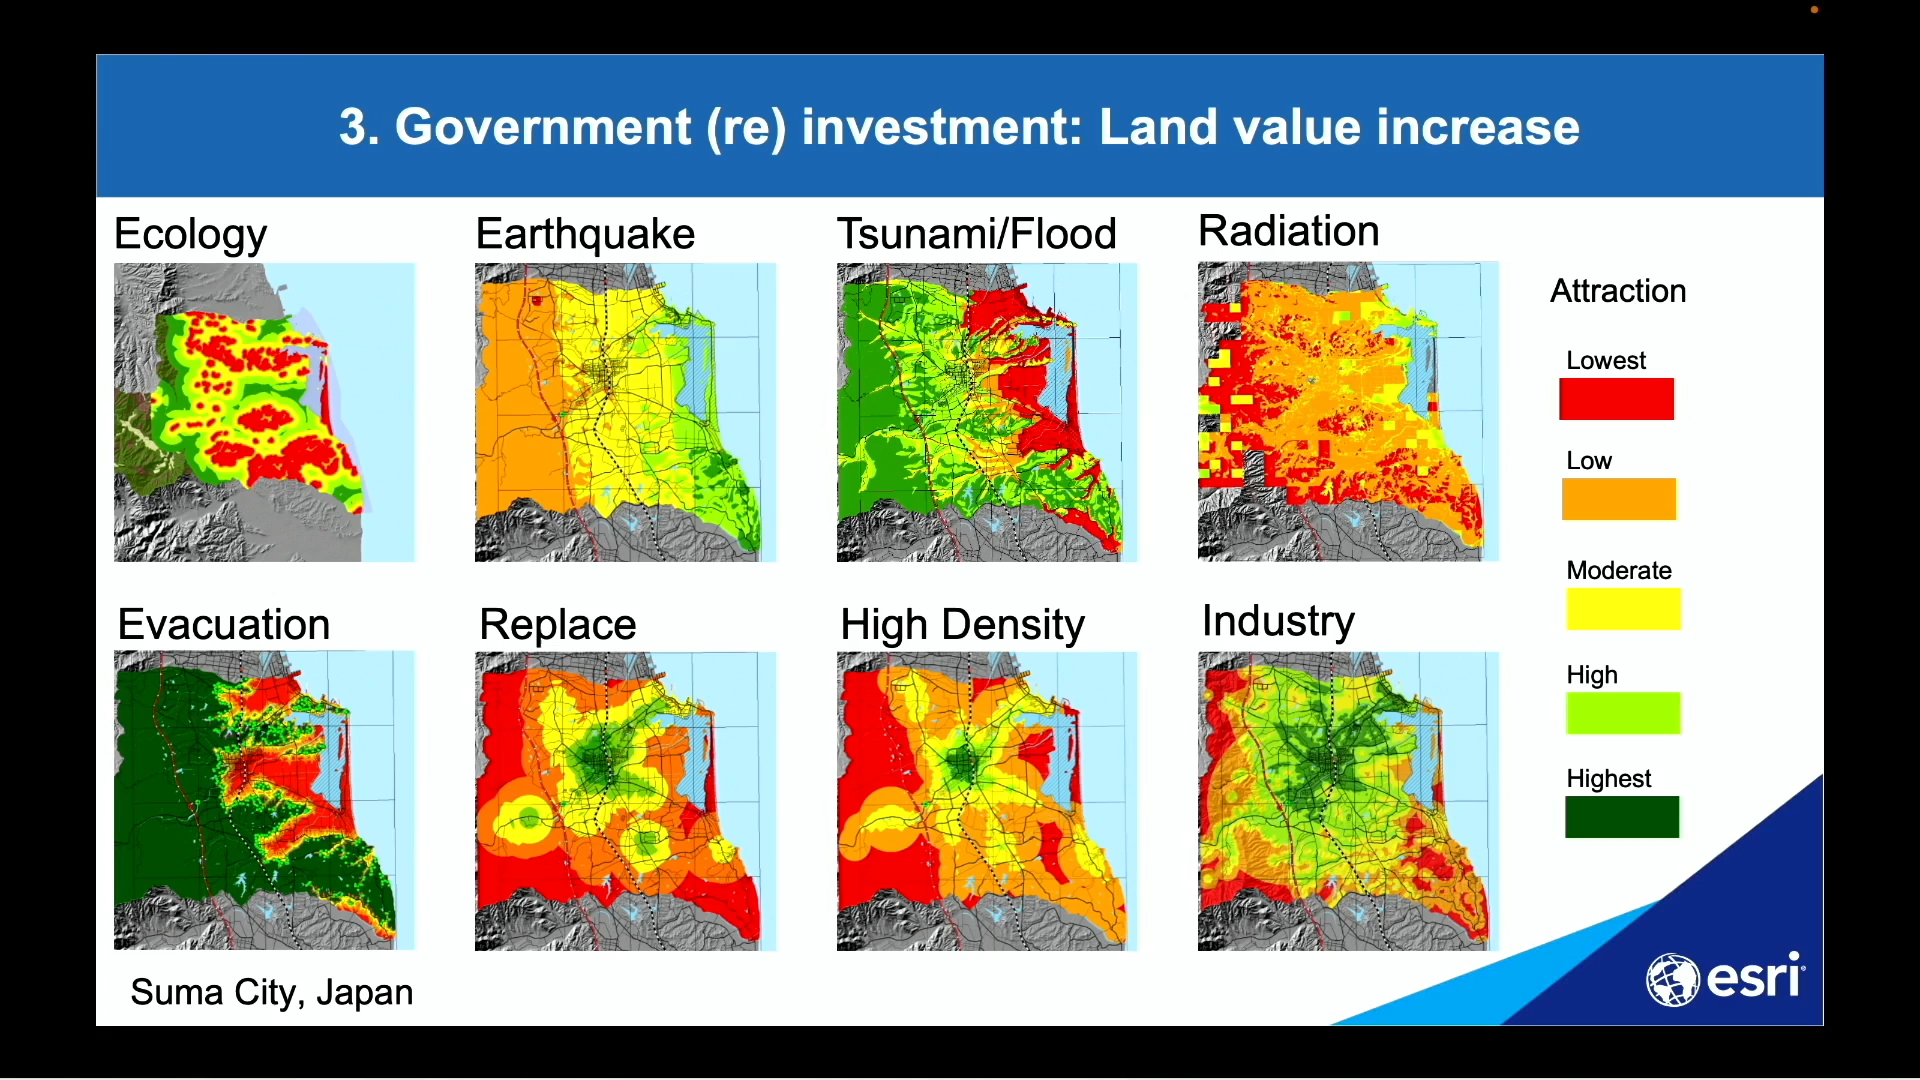 3. Government (re) investment: Land value increase
Ecology
Earthquake
Tsunami/Flood
Radiation
Attraction
Lowest
Low
Moderate
High
Highest
Evacuation
Replace
High Density
Industry
Suma City, Japan
esri